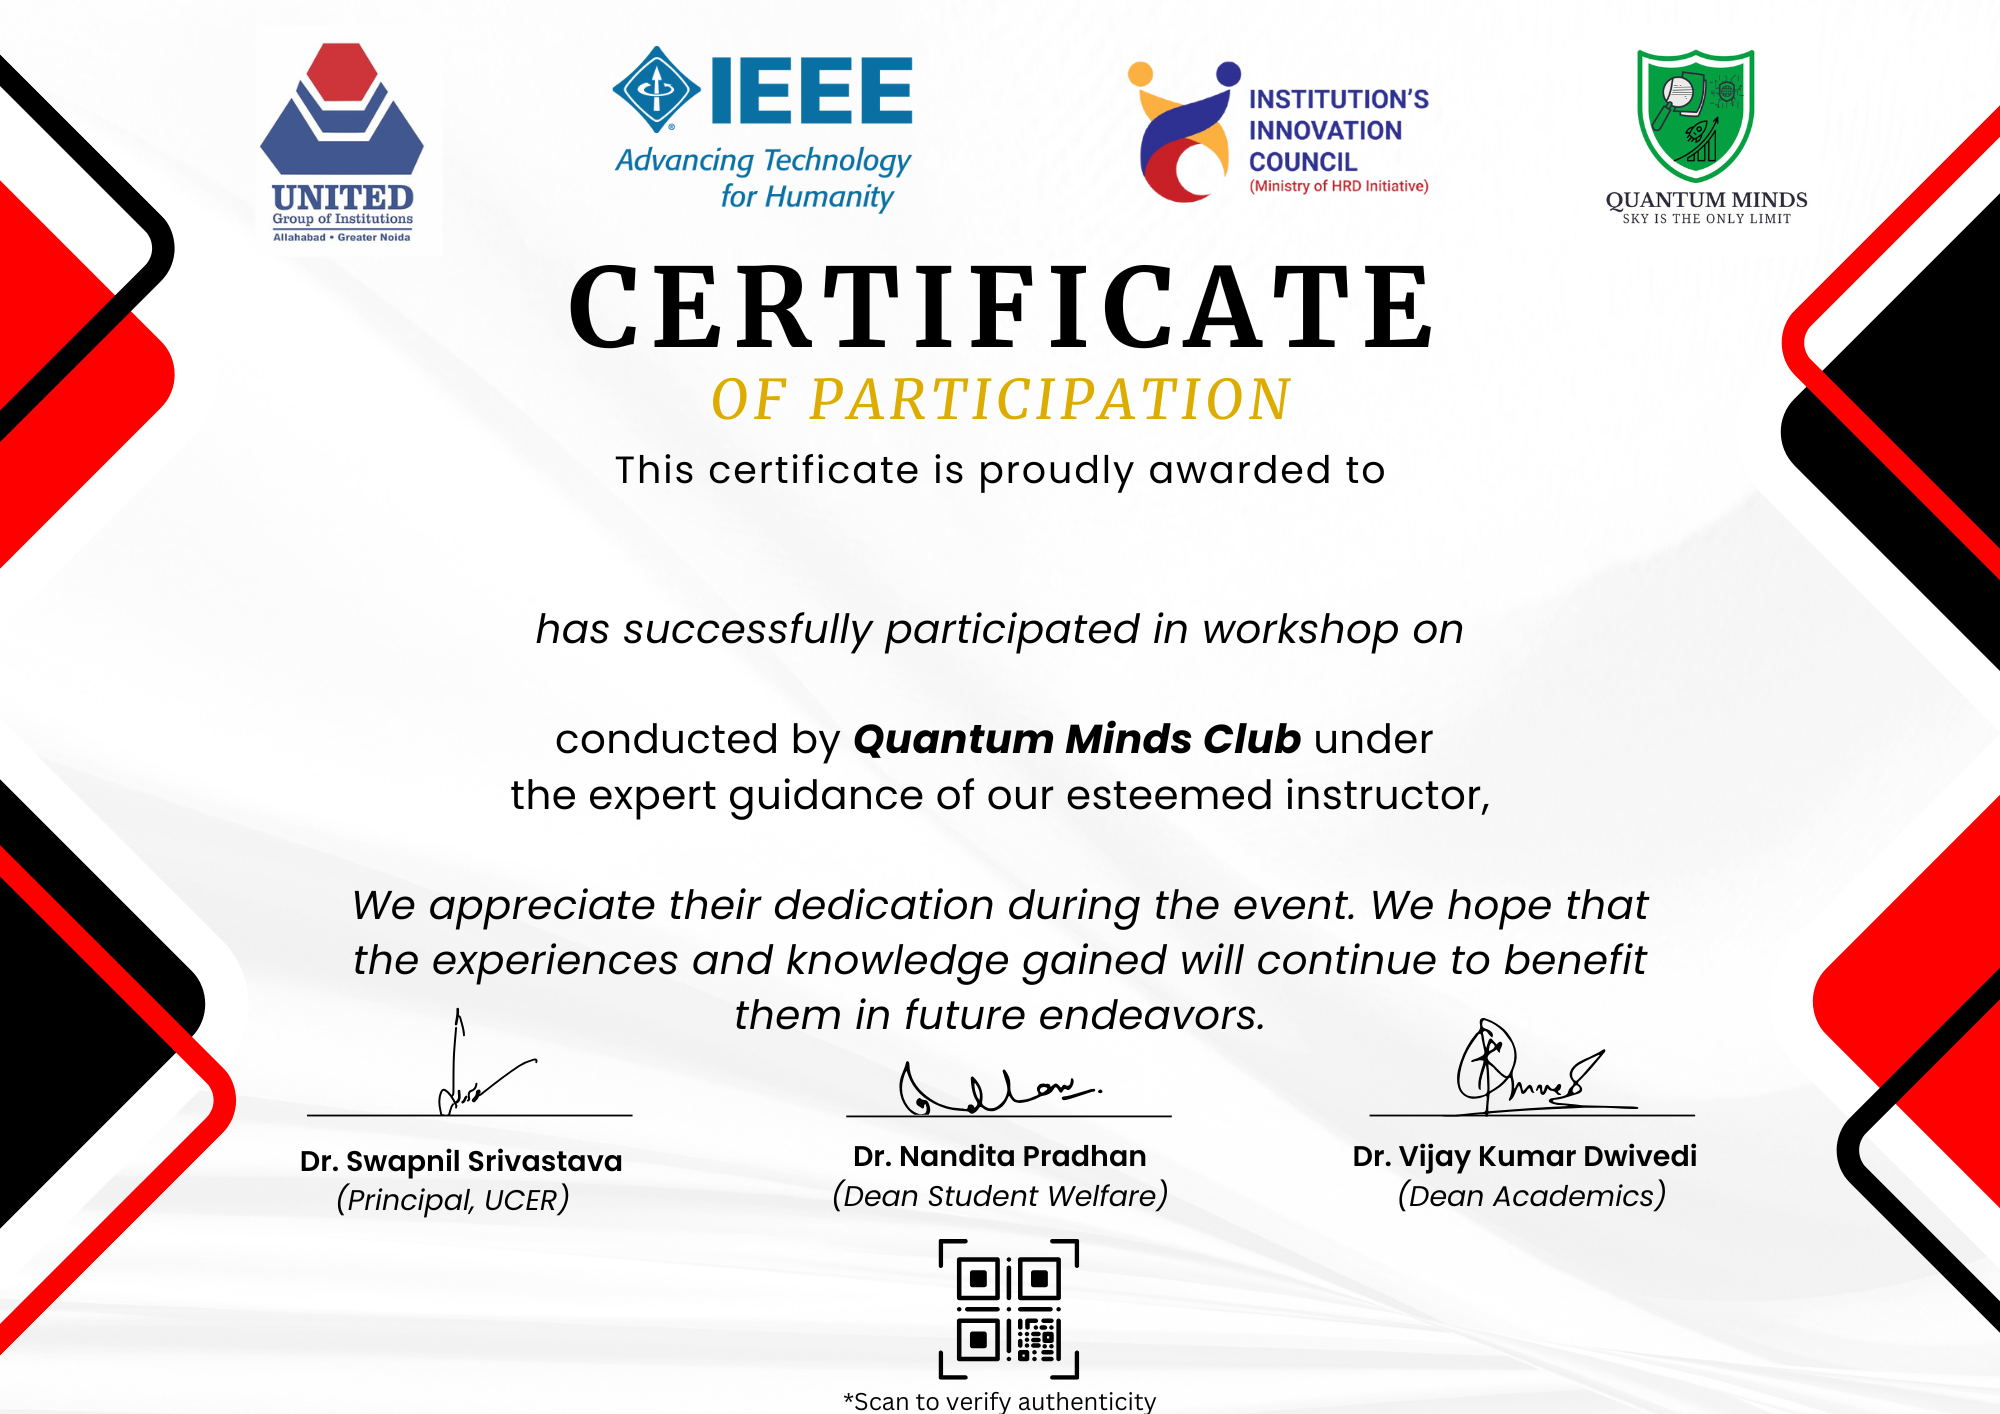 UNITED
Group of Institutions
Allahabad • Greater Noida
IEEE
®
Advancing Technology
for Humanity
INSTITUTION'S
INNOVATION
COUNCIL
(Ministry of HRD Initiative)
QUANTUM MINDS
SKY IS THE ONLY LIMIT
CERTIFICATE
OF PARTICIPATION
This certificate is proudly awarded to
has successfully participated in workshop on
conducted by Quantum Minds Club under
the expert guidance of our esteemed instructor,
We appreciate their dedication during the event. We hope that
the experiences and knowledge gained will continue to benefit
them in future endeavors.
Dr. Swapnil Srivastava
(Principal, UCER)
Dr. Nandita Pradhan
(Dean Student Welfare)
Dr. Vijay Kumar Dwivedi
(Dean Academics)
*Scan to verify authenticity